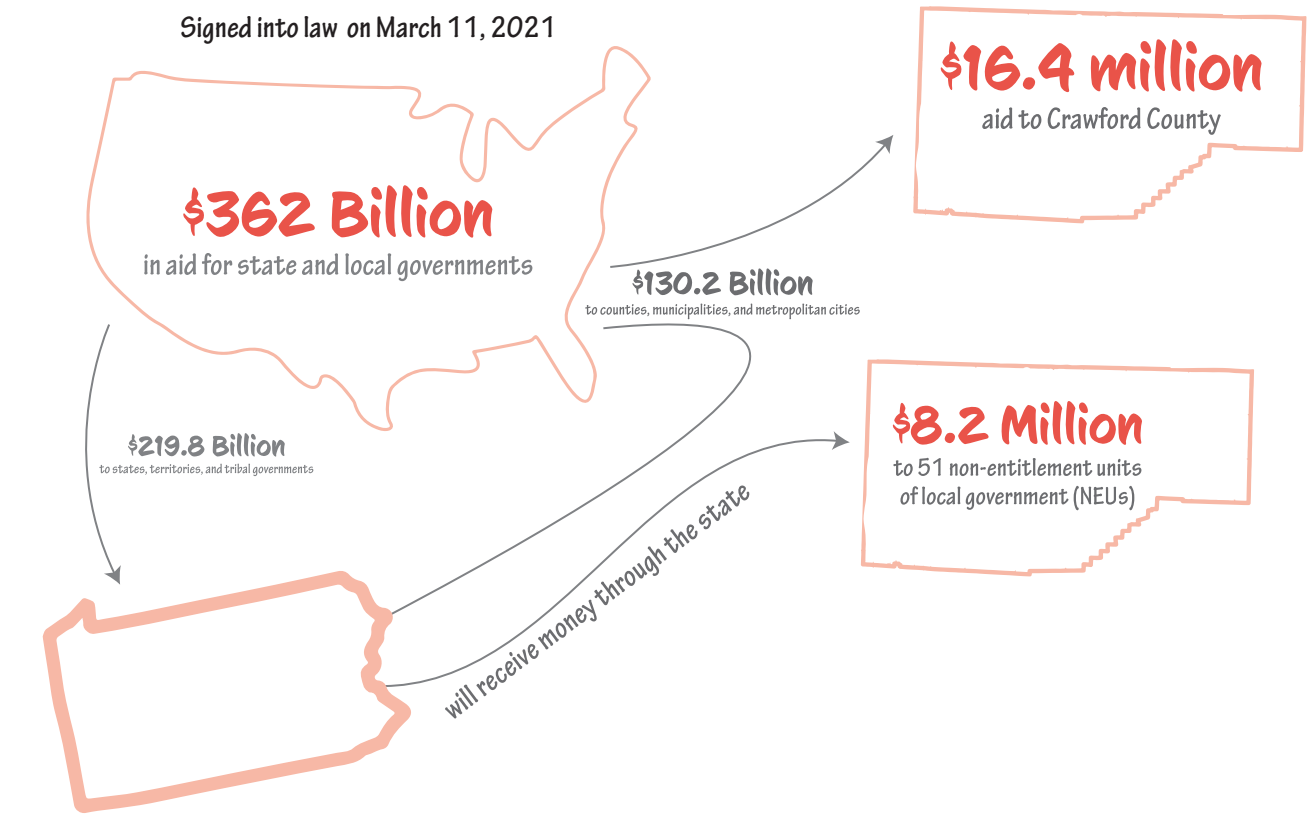 Signed into law on March 11, 2021
$362 Billion
in aid for state and local governments
$16.4 million
aid to Crawford County
$130.2 Billion
to counties, municipalities, and metropolitan cities
$219.8 Billion
to states, territories, and tribal governments
$8.2 Million
to 51 non-entitlement units
of local government (NEUs)
will receive money through the state